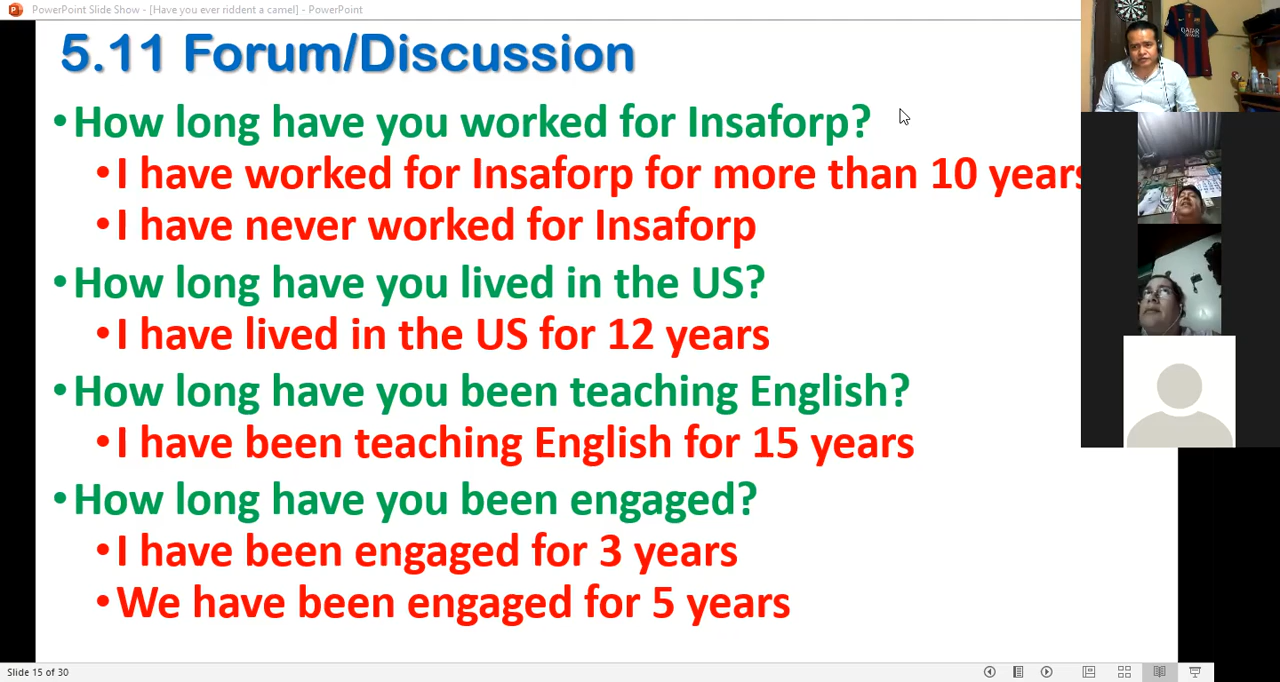 PowerPoint Slide Show - [Have you ever riddent a camel] - PowerPoint
5.11 Forum/Discussion
•How long have you worked for Insaforp?
•I have worked for Insaforp for more than 10 years
•I have never worked for Insaforp
•How long have you lived in the US?
•I have lived in the US for 12 years
•How long have you been teaching English?
•I have been teaching English for 15 years
•How long have you been engaged?
•I have been engaged for 3 years
•We have been engaged for 5 years
Slide 15 of 30
QATAR